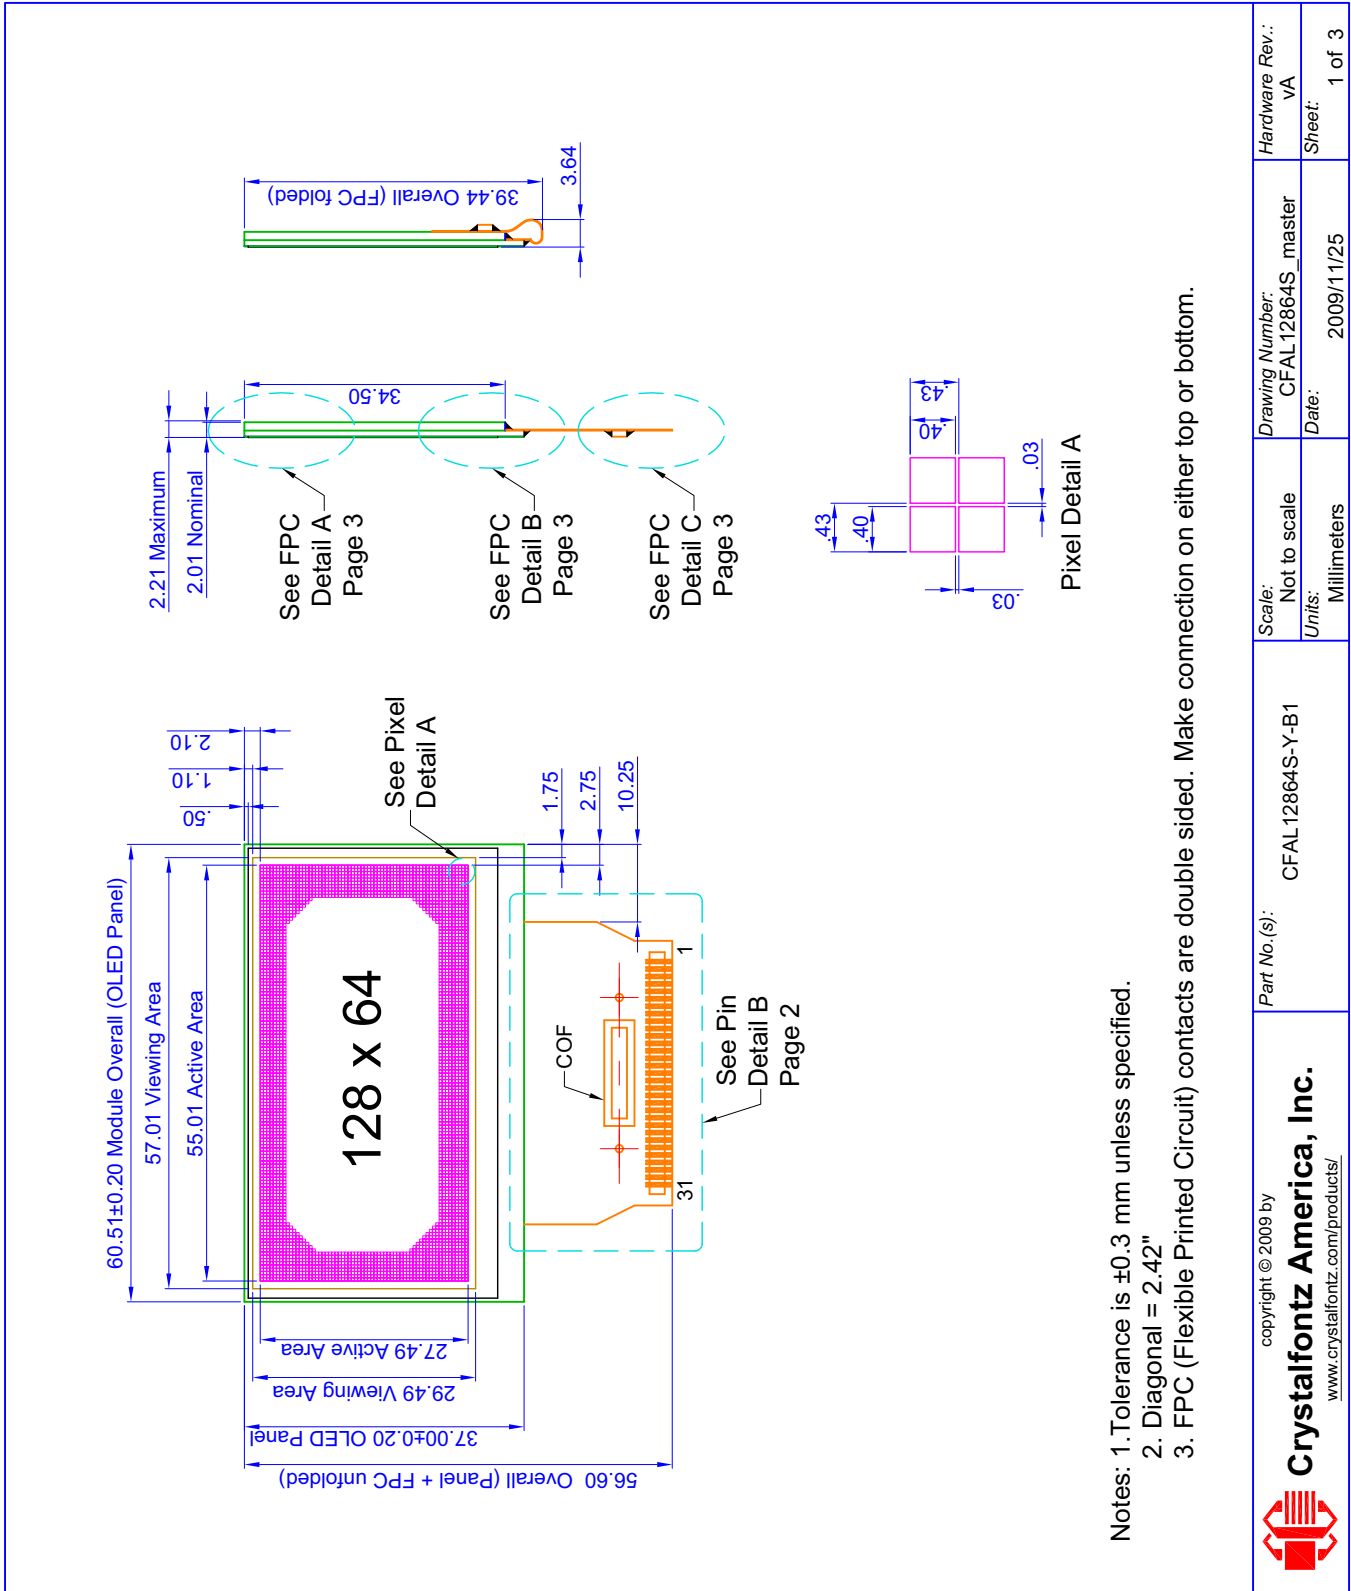 60.51±0.20 Module Overall (OLED Panel)
57.01 Viewing Area
55.01 Active Area
.50
1.10
2.10
128 x 64
See Pixel
Detail A
1.75
2.75
10.25
COF
1
31
See Pin
Detail B
Page 2
27.49 Active Area
29.49 Viewing Area
37.00±0.20 OLED Panel
56.60 Overall (Panel + FPC unfolded)
2.21 Maximum
2.01 Nominal
34.50
See FPC
Detail A
Page 3
See FPC
Detail B
Page 3
See FPC
Detail C
Page 3
39.44 Overall (FPC folded)
3.64
.43
.40
.43
.40
.03
.03
Pixel Detail A
Notes: 1.Tolerance is ±0.3 mm unless specified.
2. Diagonal = 2.42"
3. FPC (Flexible Printed Circuit) contacts are double sided. Make connection on either top or bottom.
copyright © 2009 by
Crystalfontz America, Inc.
www.crystalfontz.com/products/
Part No.(s):
CFAL12864S-Y-B1
Scale:
Not to scale
Units:
Millimeters
Drawing Number:
CFAL12864S_master
Date:
2009/11/25
Hardware Rev.:
vA
Sheet:
1 of 3